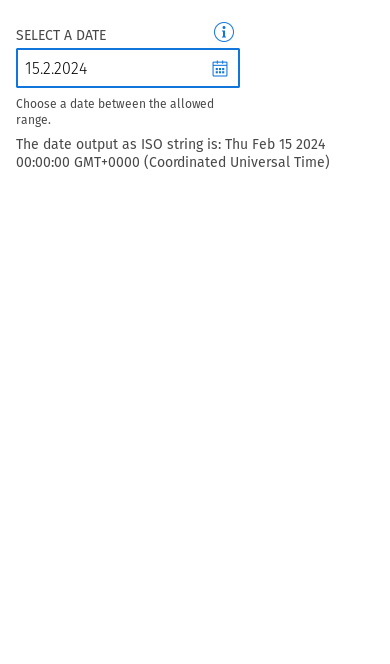 SELECT A DATE
15.2.2024
Choose a date between the allowed
range.
The date output as ISO string is: Thu Feb 15 2024
00:00:00 GMT+0000 (Coordinated Universal Time)